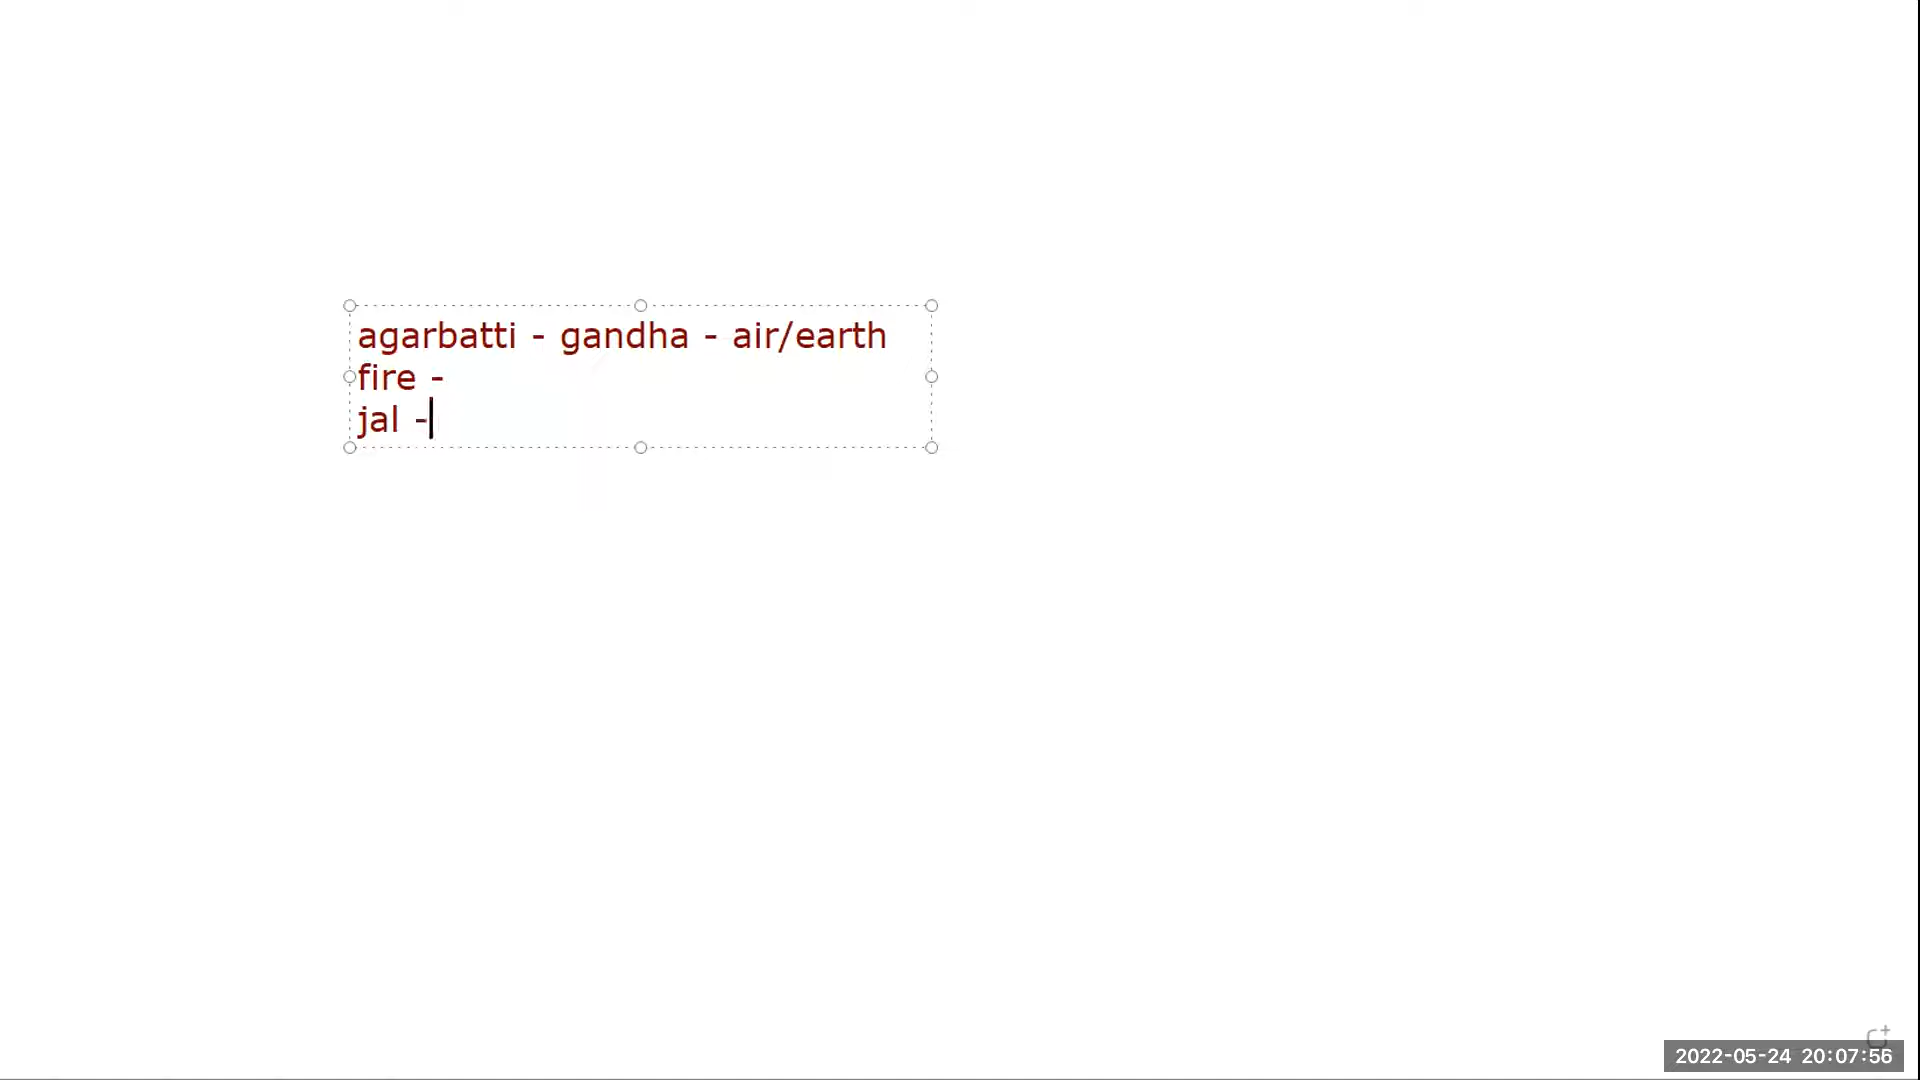 agarbatti - gandha - air/earth
fire -
jal -
2022-05-24 20:07:56